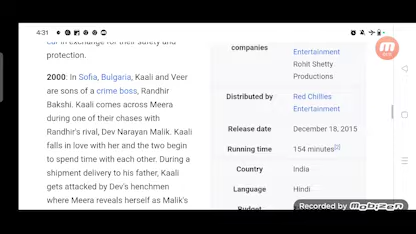 4:31
car in exchange for their safety and
protection.
2000: In Sofia, Bulgaria, Kaali and Veer
are sons of a crime boss, Randhir
Bakshi. Kaali comes across Meera
during one of their chases with
Randhir's rival, Dev Narayan Malik. Kaali
falls in love with her and the two begin
to spend time with each other. During a
shipment delivery to his father, Kaali
gets attacked by Dev's henchmen
where Meera reveals herself as Malik's
companies
Entertainment
Rohit Shetty
Productions
Distributed by Red Chillies
Entertainment
Release date December 18, 2015
Running time 154 minutes[2]
Country India
Language Hindi
Budget
Recorded by MOBIZEN